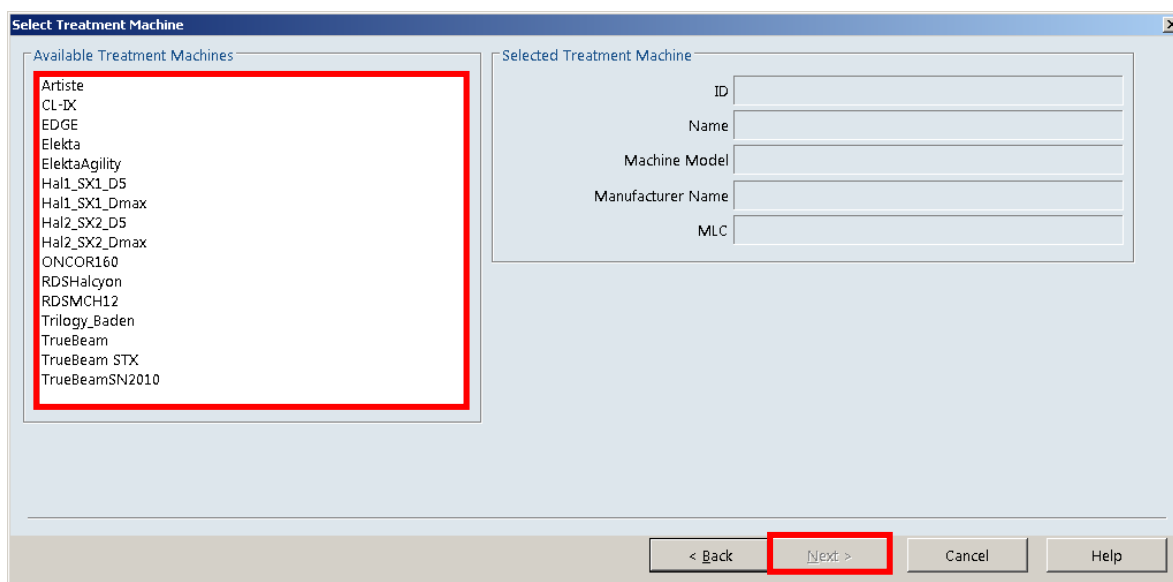 Select Treatment Machine
Available Treatment Machines
Artiste
CL-IX
EDGE
Elekta
ElektaAgility
Hal1_SX1_D5
Hal1_SX1_Dmax
Hal2_SX2_D5
Hal2_SX2_Dmax
ONCOR160
RDSHalcyon
RDSMCH12
Trilogy_Baden
TrueBeam
TrueBeam STX
TrueBeamSN2010
Selected Treatment Machine
ID
Name
Machine Model
Manufacturer Name
MLC
< Back Next > Cancel Help